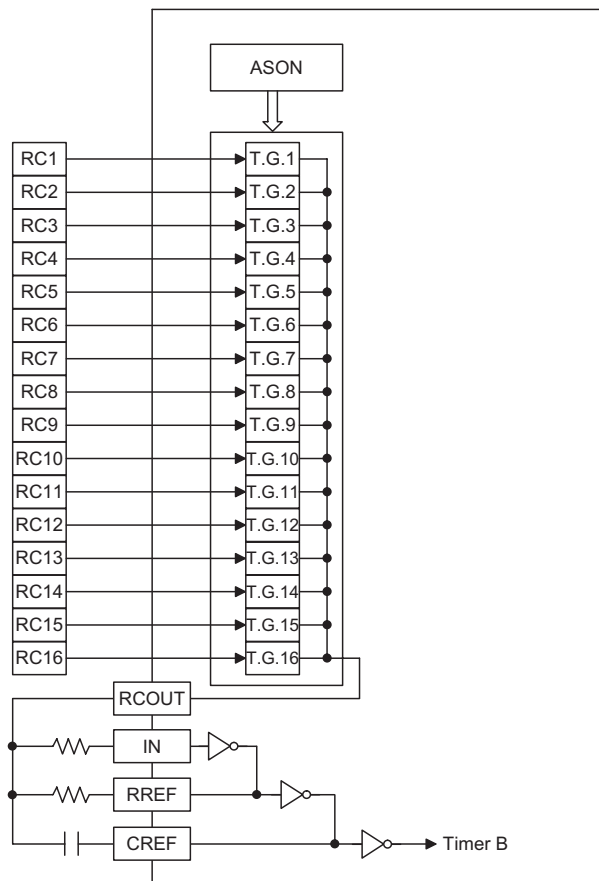 ASON
RC1 T.G.1
RC2 T.G.2
RC3 T.G.3
RC4 T.G.4
RC5 T.G.5
RC6 T.G.6
RC7 T.G.7
RC8 T.G.8
RC9 T.G.9
RC10 T.G.10
RC11 T.G.11
RC12 T.G.12
RC13 T.G.13
RC14 T.G.14
RC15 T.G.15
RC16 T.G.16
RCOUT
IN
RREF
CREF Timer B